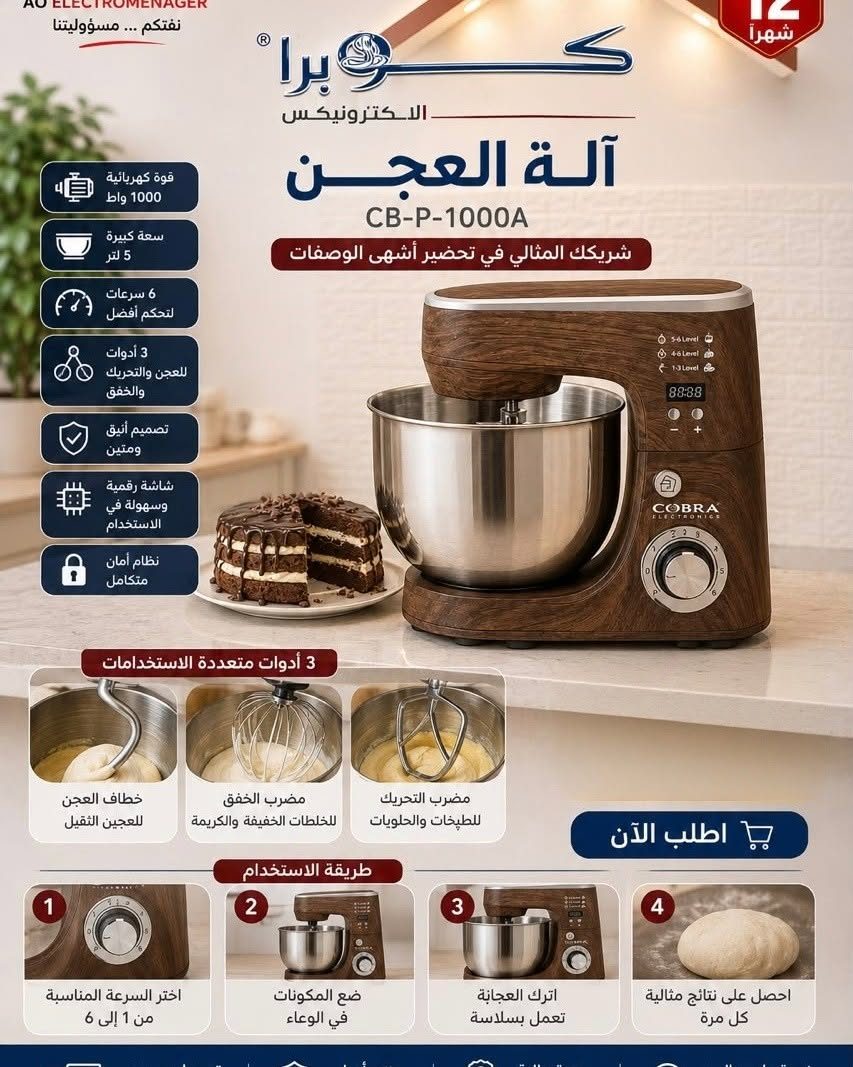 AO ELECTROMENAGER
ثقتكم ... مسؤوليتنا
12
شهراً
كوبرا ®
الالكترونيكس
آلة العجن
CB-P-1000A
شريكك المثالي في تحضير أشهى الوصفات
قوة كهربائية
1000 واط
سعة كبيرة
5 لتر
6 سرعات
لتحكم أفضل
3 أدوات
للعجن والتحريك
والخفق
تصميم أنيق
ومتين
شاشة رقمية
وسهولة في
الاستخدام
نظام أمان
متكامل
5-6 Level
4-6 Level
1-3 Level
88:88
- +
COBRA
ELECTRONICS
3 أدوات متعددة الاستخدامات
خطاف العجن
للعجين الثقيل
مضرب الخفق
للخلطات الخفيفة والكريمة
مضرب التحريك
للطبخات والحلويات
اطلب الآن
طريقة الاستخدام
1
اختر السرعة المناسبة
من 1 إلى 6
2
ضع المكونات
في الوعاء
3
اترك العجانة
تعمل بسلاسة
4
احصل على نتائج مثالية
كل مرة